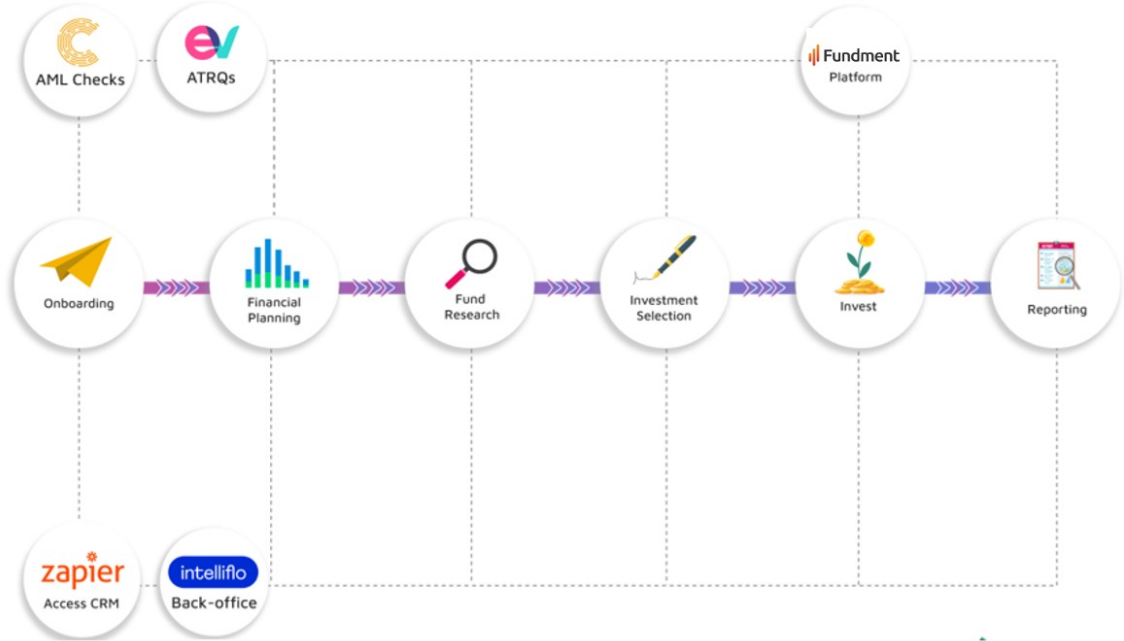 AML Checks
ev
ATRQs
Fundment
Platform
Onboarding
Financial
Planning
Fund
Research
Investment
Selection
Invest
Reporting
zapier
Access CRM
intelliflo
Back-office